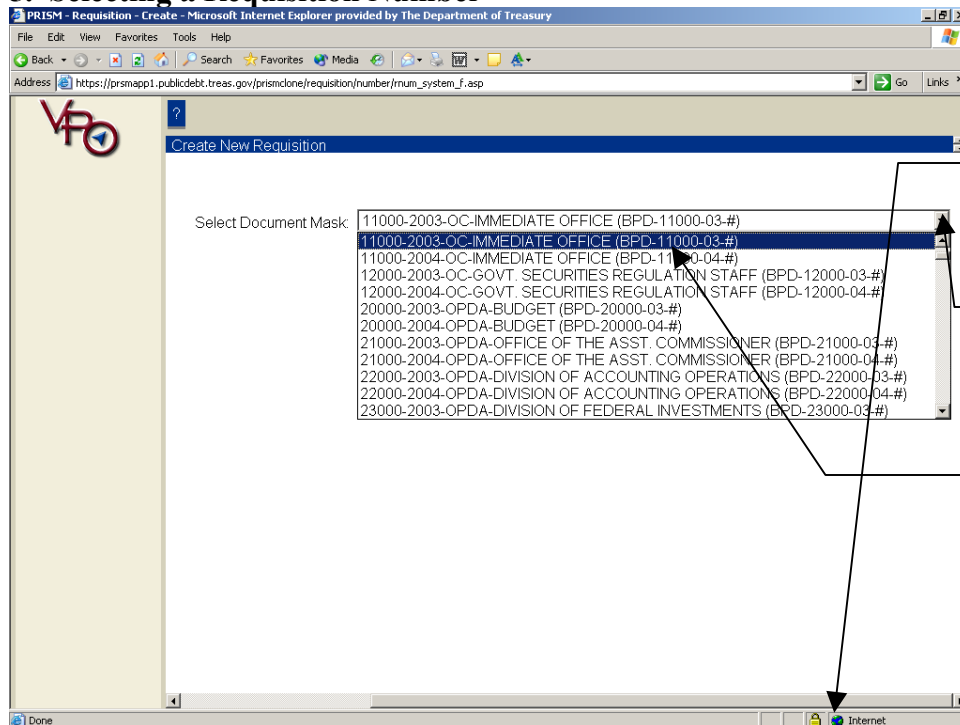 3. Selecting a Requisition Number
PRISM - Requisition - Create - Microsoft Internet Explorer provided by The Department of Treasury
File Edit View Favorites Tools Help
Back Search Favorites Media
Address https://prsmapp1.publicdebt.treas.gov/prismclone/requisition/number/rnum_system_f.asp Go Links
VPO
?
Create New Requisition
Select Document Mask: 11000-2003-OC-IMMEDIATE OFFICE (BPD-11000-03-#)
11000-2003-OC-IMMEDIATE OFFICE (BPD-11000-03-#)
11000-2004-OC-IMMEDIATE OFFICE (BPD-11000-04-#)
12000-2003-OC-GOVT. SECURITIES REGULATION STAFF (BPD-12000-03-#)
12000-2004-OC-GOVT. SECURITIES REGULATION STAFF (BPD-12000-04-#)
20000-2003-OPDA-BUDGET (BPD-20000-03-#)
20000-2004-OPDA-BUDGET (BPD-20000-04-#)
21000-2003-OPDA-OFFICE OF THE ASST. COMMISSIONER (BPD-21000-03-#)
21000-2004-OPDA-OFFICE OF THE ASST. COMMISSIONER (BPD-21000-04-#)
22000-2003-OPDA-DIVISION OF ACCOUNTING OPERATIONS (BPD-22000-03-#)
22000-2004-OPDA-DIVISION OF ACCOUNTING OPERATIONS (BPD-22000-04-#)
23000-2003-OPDA-DIVISION OF FEDERAL INVESTMENTS (BPD-23000-03-#)
Done Internet